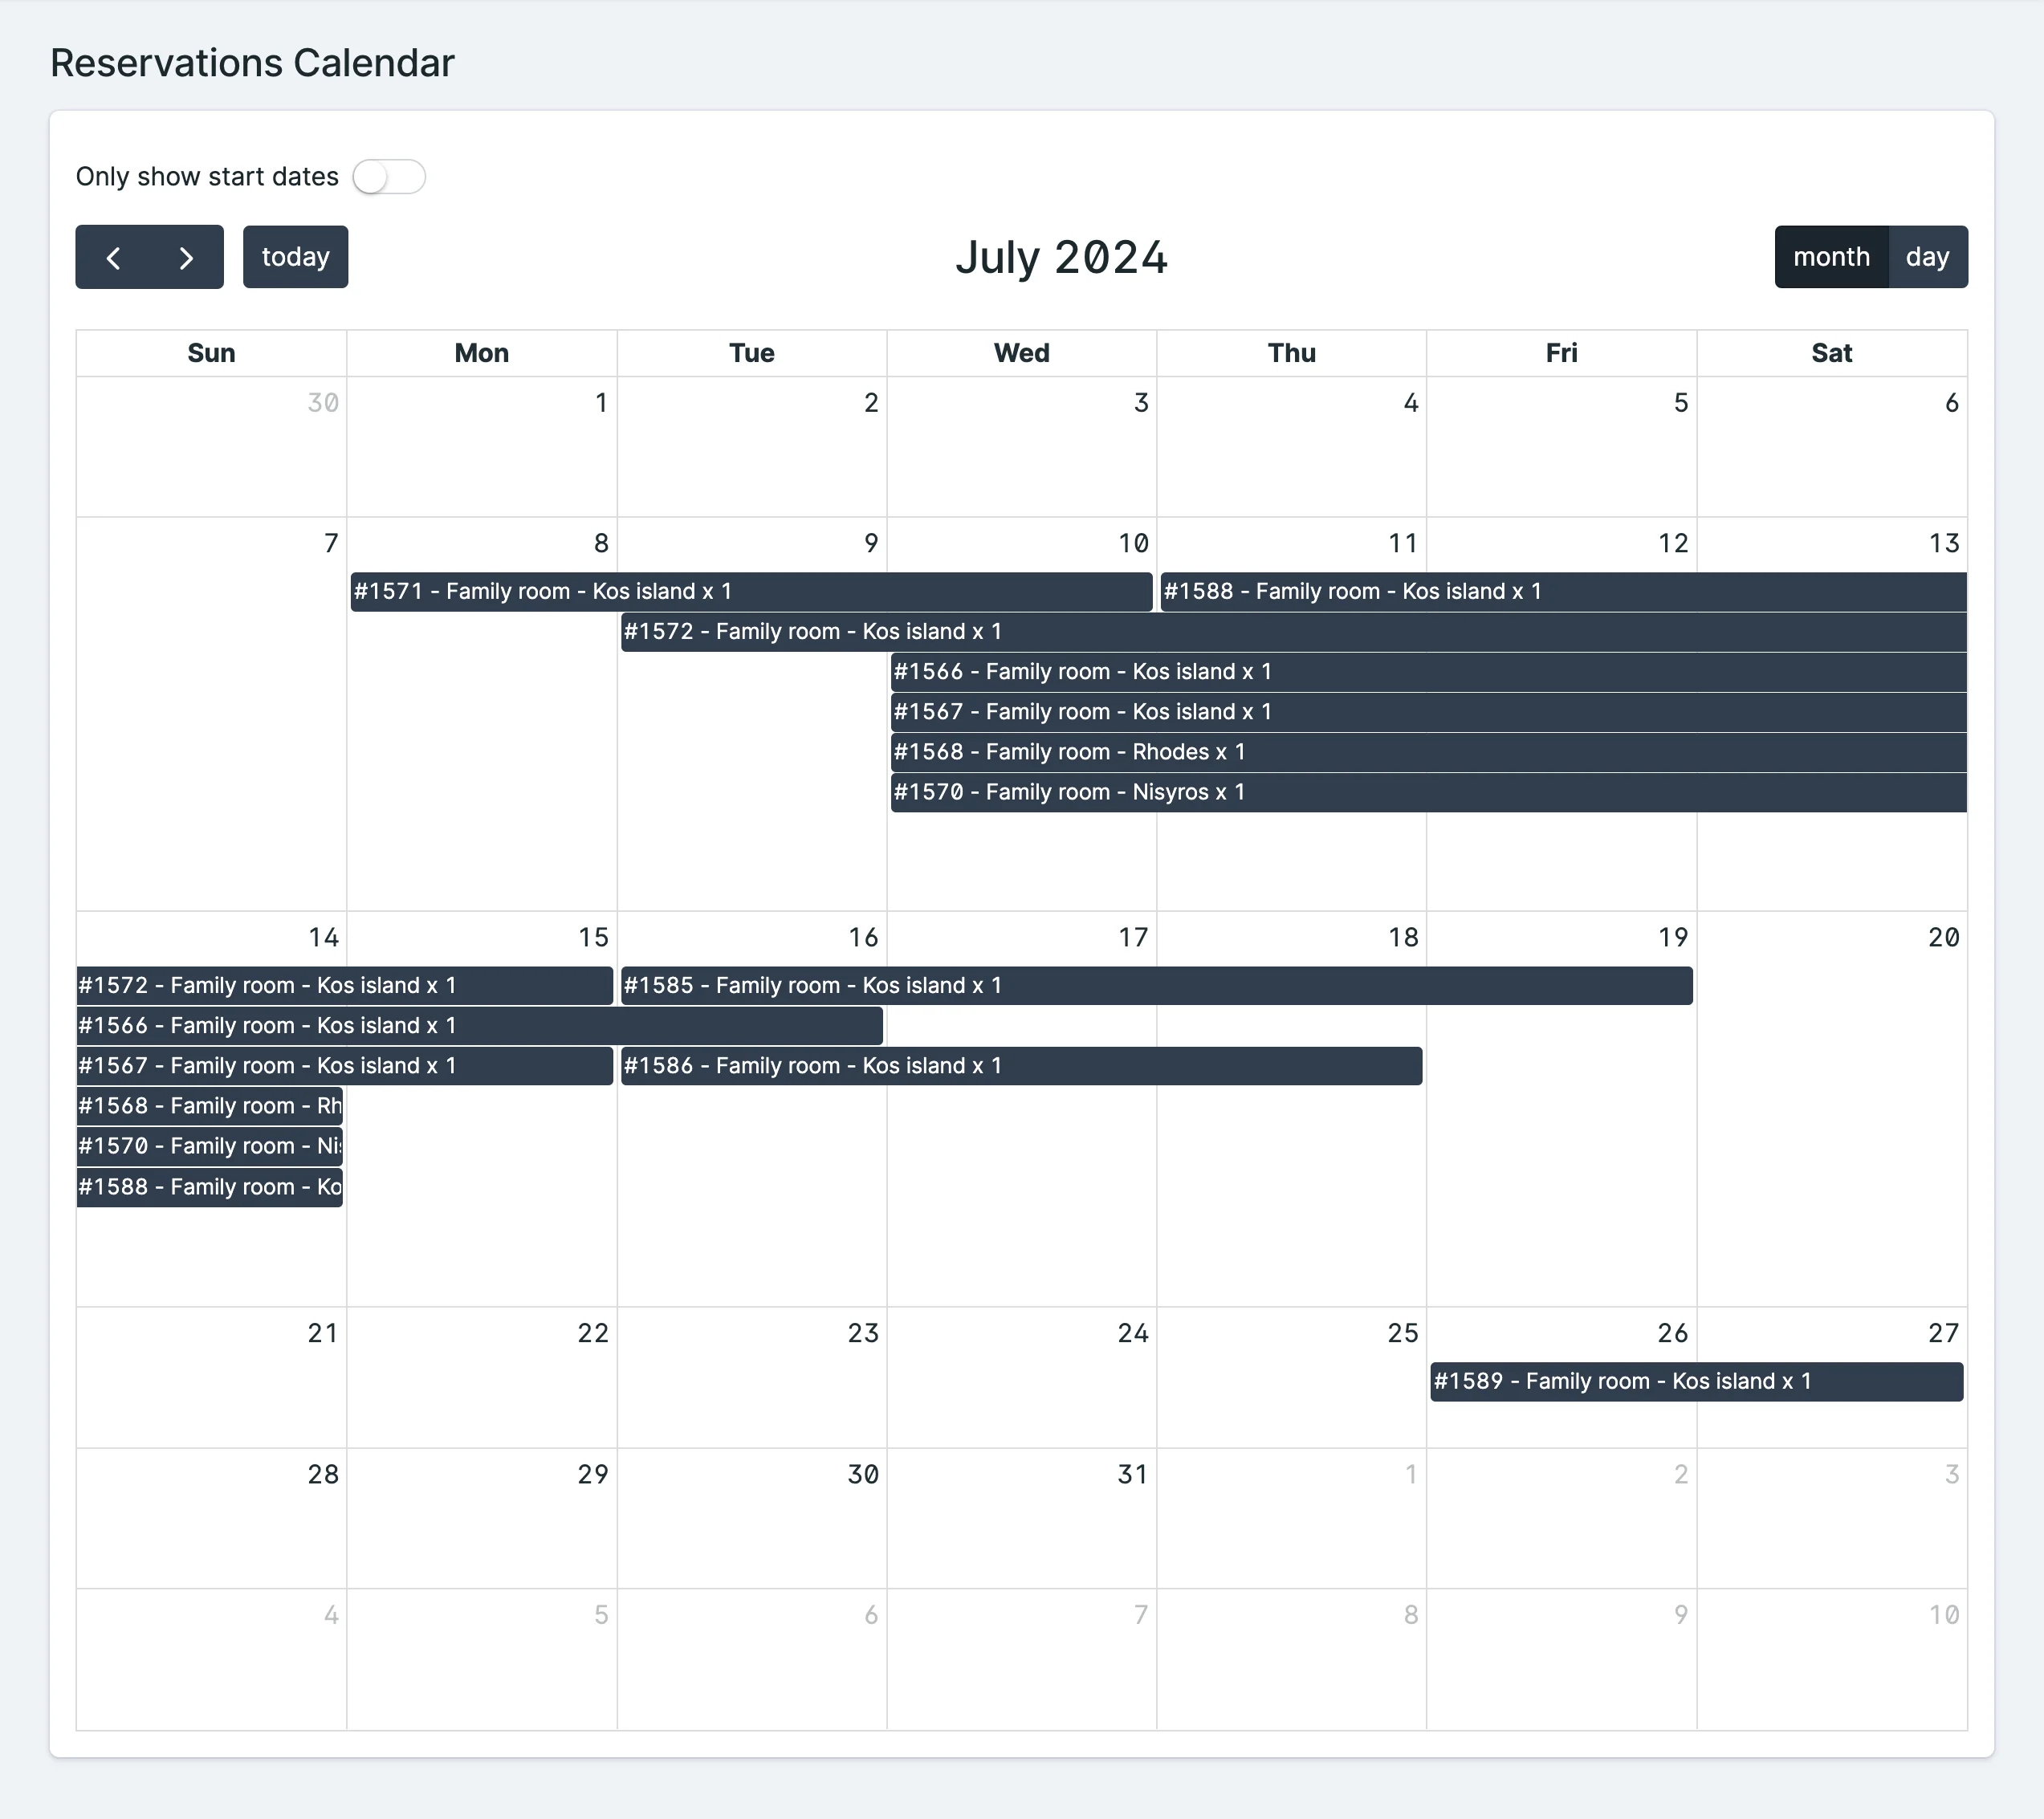 Reservations Calendar
Only show start dates
today
July 2024
month day
Sun Mon Tue Wed Thu Fri Sat
30 1 2 3 4 5 6
7 8 9 10 11 12 13
#1571 - Family room - Kos island x 1 #1588 - Family room - Kos island x 1
#1572 - Family room - Kos island x 1
#1566 - Family room - Kos island x 1
#1567 - Family room - Kos island x 1
#1568 - Family room - Rhodes x 1
#1570 - Family room - Nisyros x 1
14 15 16 17 18 19 20
#1572 - Family room - Kos island x 1 #1585 - Family room - Kos island x 1
#1566 - Family room - Kos island x 1
#1567 - Family room - Kos island x 1 #1586 - Family room - Kos island x 1
#1568 - Family room - Rh
#1570 - Family room - Ni
#1588 - Family room - Ko
21 22 23 24 25 26 27
#1589 - Family room - Kos island x 1
28 29 30 31 1 2 3
4 5 6 7 8 9 10